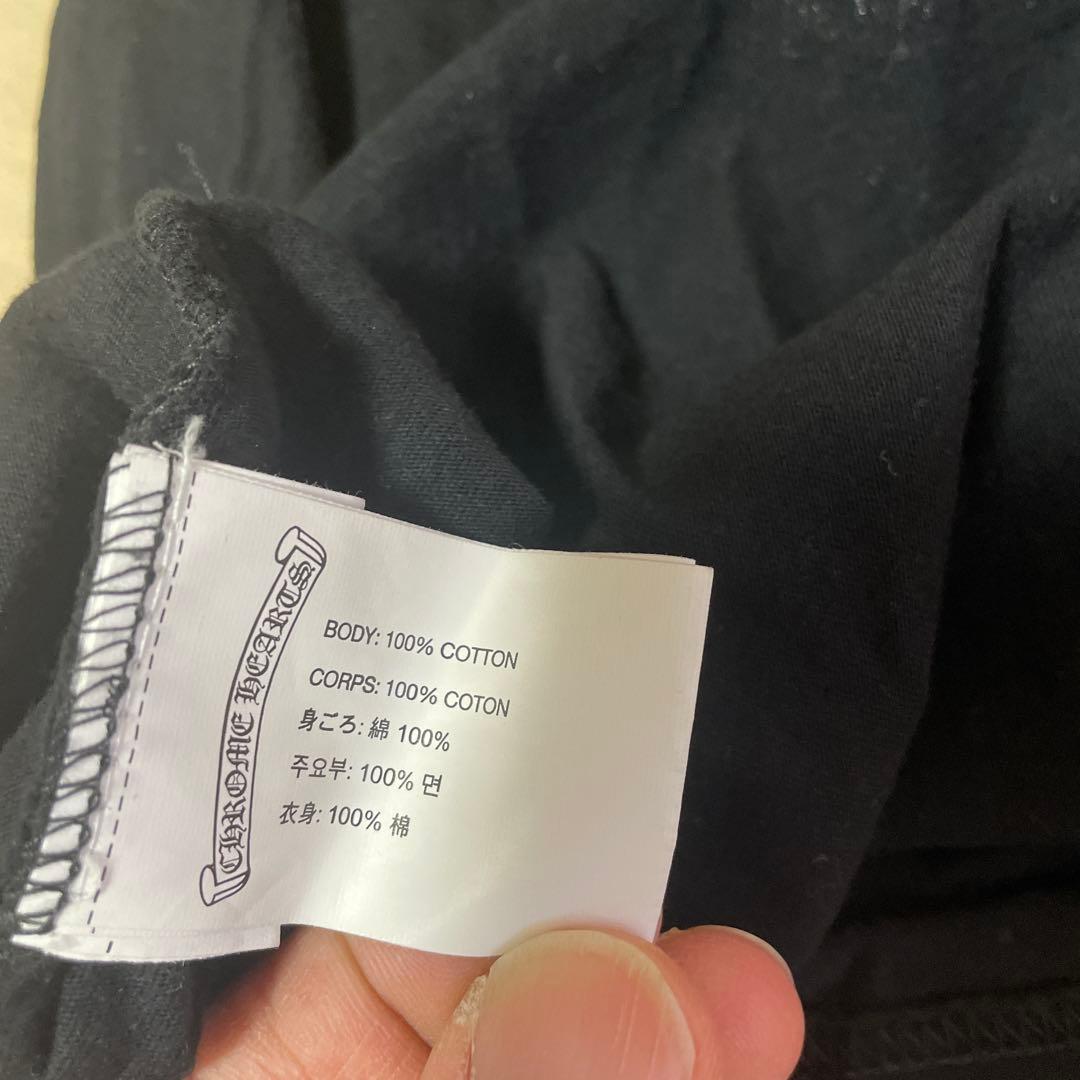 CHROME HEARTS
BODY: 100% COTTON
CORPS: 100% COTON
身ごろ: 綿 100%
주요부: 100% 면
衣身: 100% 棉